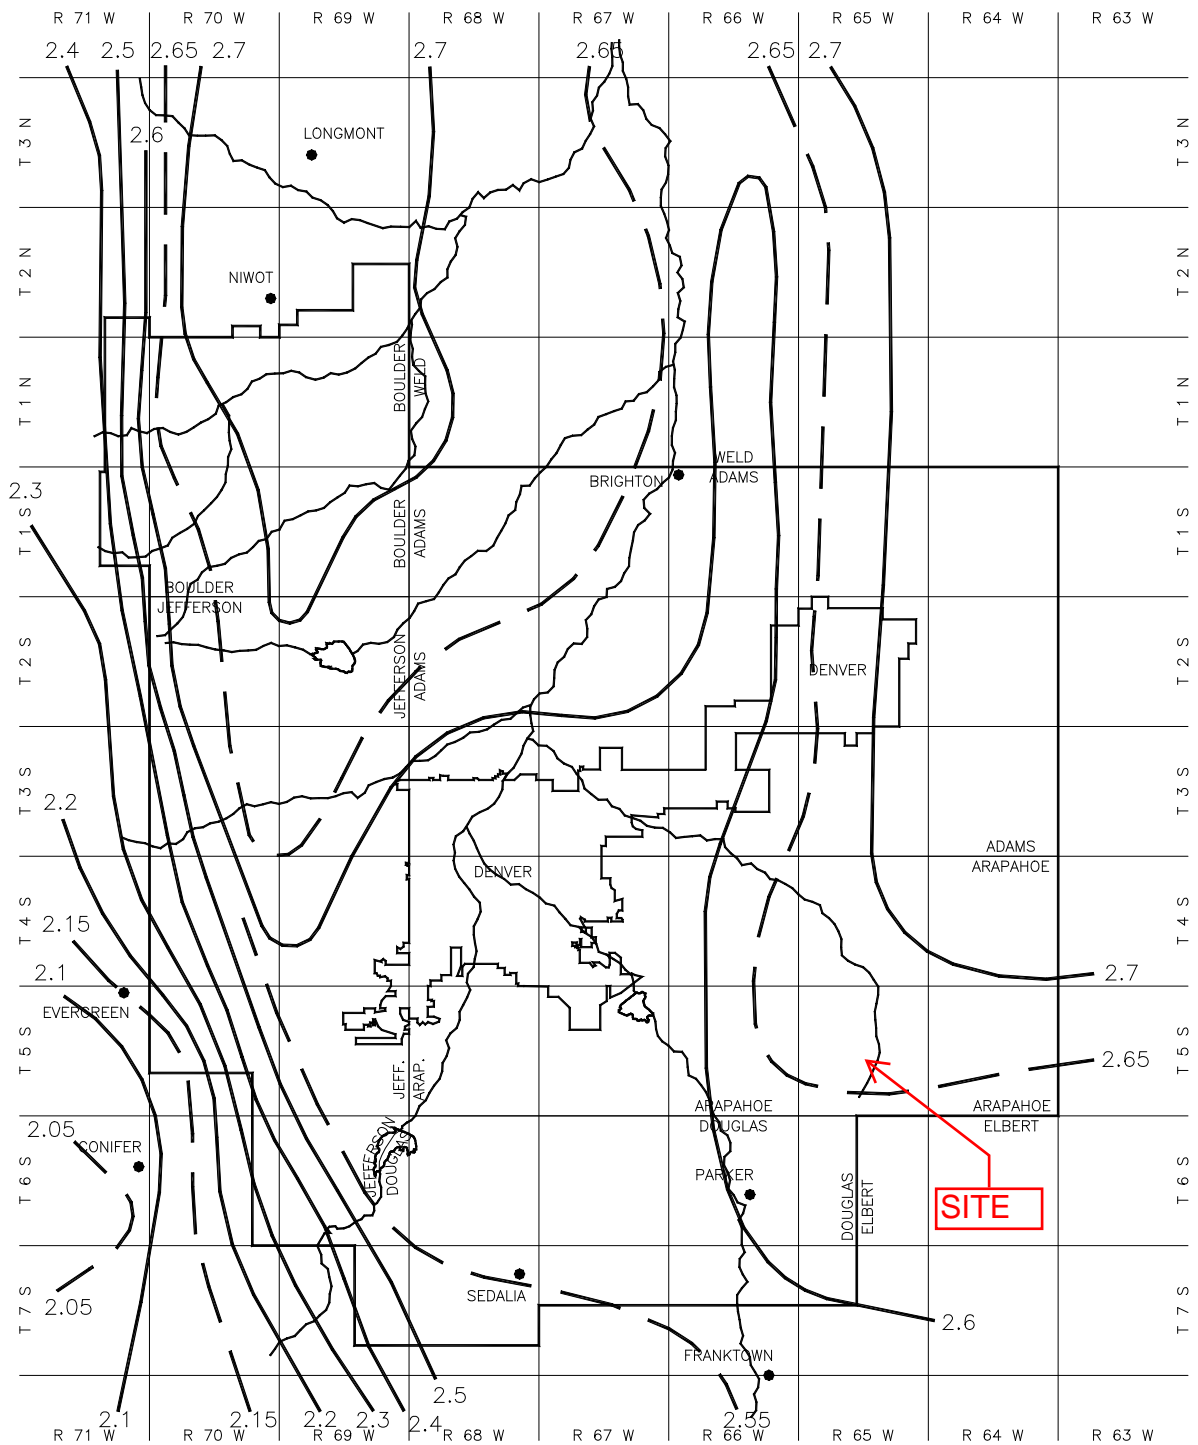 R 71 W
R 70 W
R 69 W
R 68 W
R 67 W
R 66 W
R 65 W
R 64 W
R 63 W
2.4
2.5
2.65
2.7
2.7
2.65
2.65
2.7
2.6
LONGMONT
T 3 N
T 3 N
NIWOT
T 2 N
T 2 N
BOULDER
WELD
T 1 N
T 1 N
WELD
ADAMS
BRIGHTON
2.3
BOULDER
ADAMS
T 1 S
T 1 S
BOULDER
JEFFERSON
JEFFERSON
ADAMS
DENVER
T 2 S
T 2 S
T 3 S
T 3 S
2.2
ADAMS
ARAPAHOE
DENVER
T 4 S
T 4 S
2.15
2.1
2.7
EVERGREEN
T 5 S
T 5 S
2.65
JEFF.
ARAP.
ARAPAHOE
DOUGLAS
ARAPAHOE
ELBERT
2.05
CONIFER
JEFFERSON
DOUGLAS
PARKER
DOUGLAS
ELBERT
SITE
T 6 S
T 6 S
SEDALIA
2.05
T 7 S
T 7 S
2.6
FRANKTOWN
2.5
2.1
2.15
2.2
2.3
2.4
2.55
R 71 W
R 70 W
R 69 W
R 68 W
R 67 W
R 66 W
R 65 W
R 64 W
R 63 W